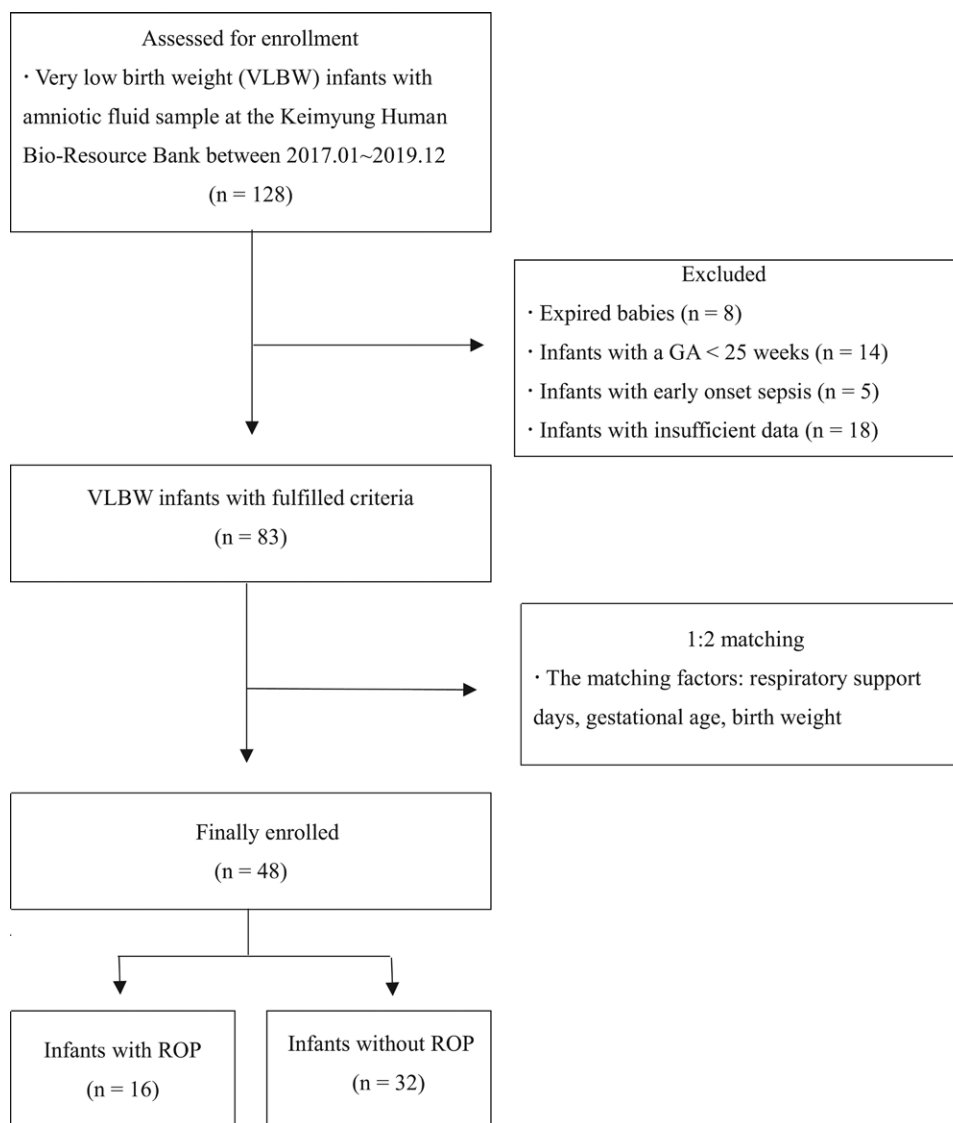 Assessed for enrollment
· Very low birth weight (VLBW) infants with
amniotic fluid sample at the Keimyung Human
Bio-Resource Bank between 2017.01~2019.12
(n = 128)
Excluded
· Expired babies (n = 8)
· Infants with a GA < 25 weeks (n = 14)
· Infants with early onset sepsis (n = 5)
· Infants with insufficient data (n = 18)
VLBW infants with fulfilled criteria
(n = 83)
1:2 matching
· The matching factors: respiratory support
days, gestational age, birth weight
Finally enrolled
(n = 48)
Infants with ROP
(n = 16)
Infants without ROP
(n = 32)